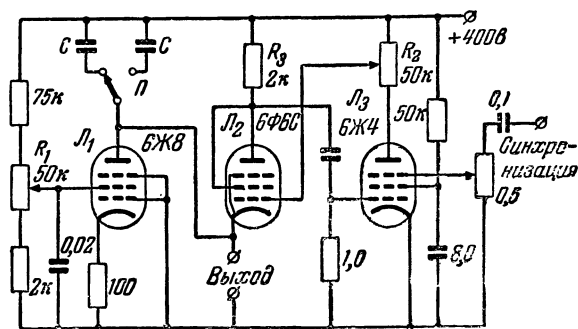 C
C
П
+400в
75к
R₁
50к
2к
0,02
Л₁
6Ж8
100
R₃
2к
Л₂
6Ф6С
Выход
R₂
50к
Л₃
6Ж4
1,0
50к
8,0
0,1
Синхро-
низация
0,5